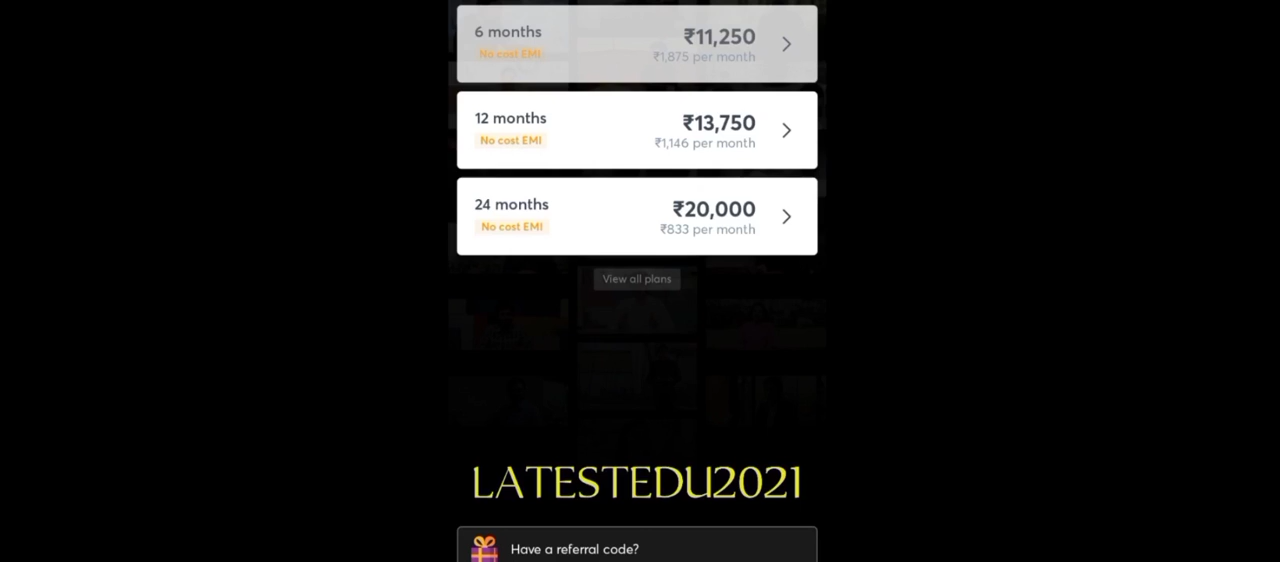 6 months
₹11,250
No cost EMI
₹1,875 per month
12 months
₹13,750
No cost EMI
₹1,146 per month
24 months
₹20,000
No cost EMI
₹833 per month
View all plans
LATESTEDU2021
Have a referral code?